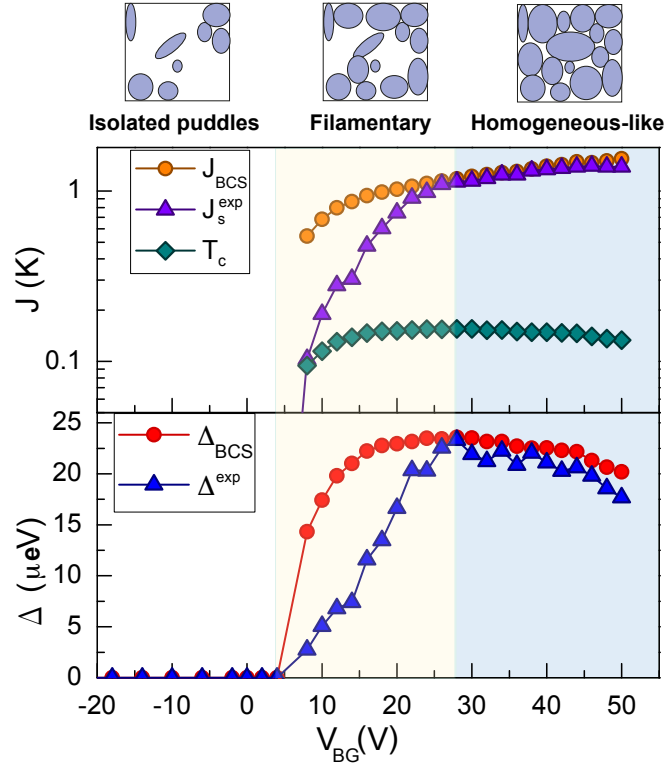 Isolated puddles Filamentary Homogeneous-like
J_BCS
J_s^exp
T_c
J (K)
1
0.1
Δ_BCS
Δ^exp
Δ (μeV)
25
20
15
10
5
0
-20 -10 0 10 20 30 40 50
V_BG(V)